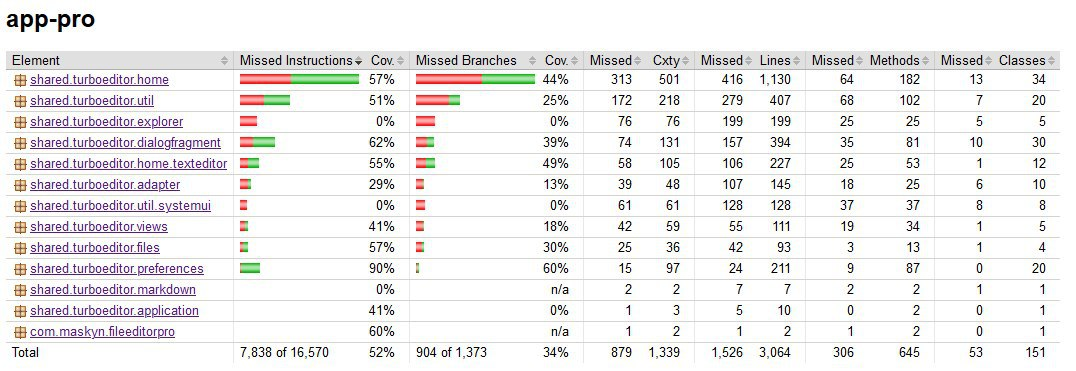 app-pro
Element Missed Instructions Cov. Missed Branches Cov. Missed Cxty Missed Lines Missed Methods Missed Classes
shared.turboeditor.home 57% 44% 313 501 416 1,130 64 182 13 34
shared.turboeditor.util 51% 25% 172 218 279 407 68 102 7 20
shared.turboeditor.explorer 0% 0% 76 76 199 199 25 25 5 5
shared.turboeditor.dialogfragment 62% 39% 74 131 157 394 35 81 10 30
shared.turboeditor.home.texteditor 55% 49% 58 105 106 227 25 53 1 12
shared.turboeditor.adapter 29% 13% 39 48 107 145 18 25 6 10
shared.turboeditor.util.systemui 0% 0% 61 61 128 128 37 37 8 8
shared.turboeditor.views 41% 18% 42 59 55 111 19 34 1 5
shared.turboeditor.files 57% 30% 25 36 42 93 3 13 1 4
shared.turboeditor.preferences 90% 60% 15 97 24 211 9 87 0 20
shared.turboeditor.markdown 0% n/a 2 2 7 7 2 2 1 1
shared.turboeditor.application 41% 0% 1 3 5 10 0 2 0 1
com.maskyn.fileeditorpro 60% n/a 1 2 1 2 1 2 0 1
Total 7,838 of 16,570 52% 904 of 1,373 34% 879 1,339 1,526 3,064 306 645 53 151